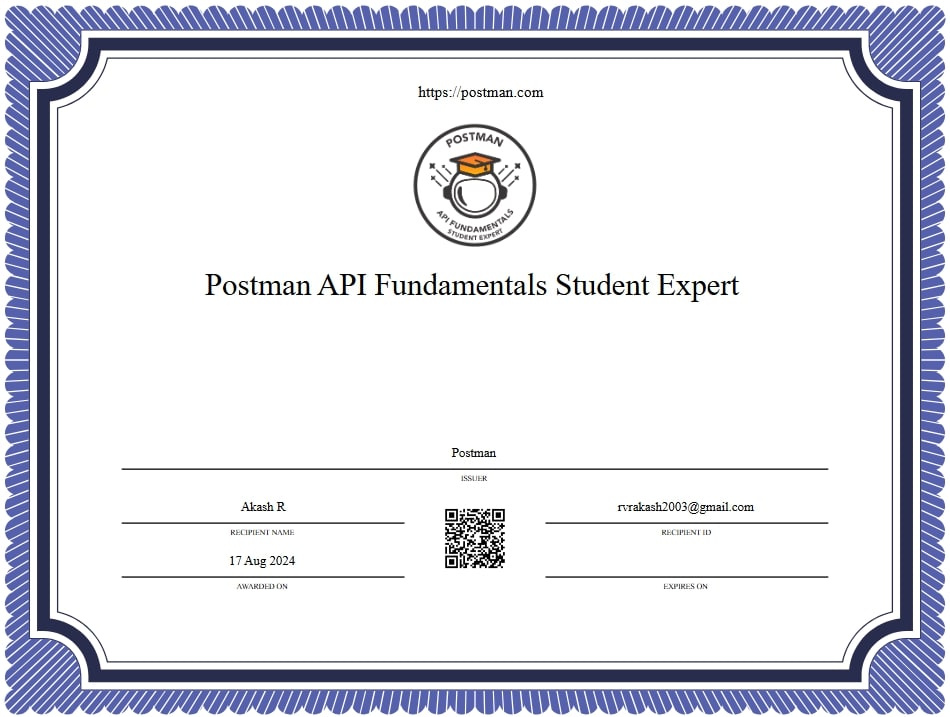 https://postman.com
POSTMAN
API FUNDAMENTALS
STUDENT EXPERT
Postman API Fundamentals Student Expert
Postman
ISSUER
Akash R
rvrakash2003@gmail.com
RECIPIENT NAME
RECIPIENT ID
17 Aug 2024
AWARDED ON
EXPIRES ON